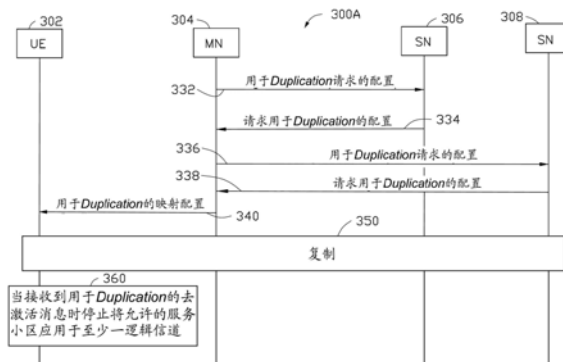 302
304
300A
306
308
UE
MN
SN
SN
用于Duplication请求的配置
332
请求用于Duplication的配置
334
336
用于Duplication请求的配置
338
请求用于Duplication的配置
用于Duplication的映射配置
340
350
复制
360
当接收到用于Duplication的去
激活消息时停止将允许的服务
小区应用于至少一逻辑信道